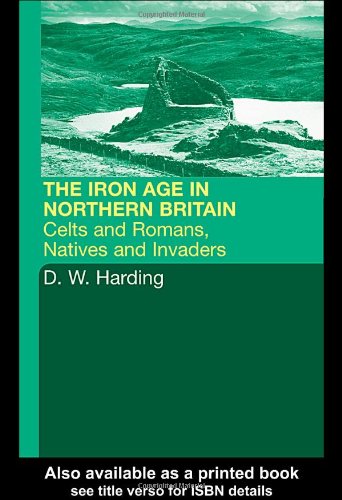 THE IRON AGE IN
NORTHERN BRITAIN
Celts and Romans,
Natives and Invaders
D. W. Harding
Also available as a printed book
see title verso for ISBN details